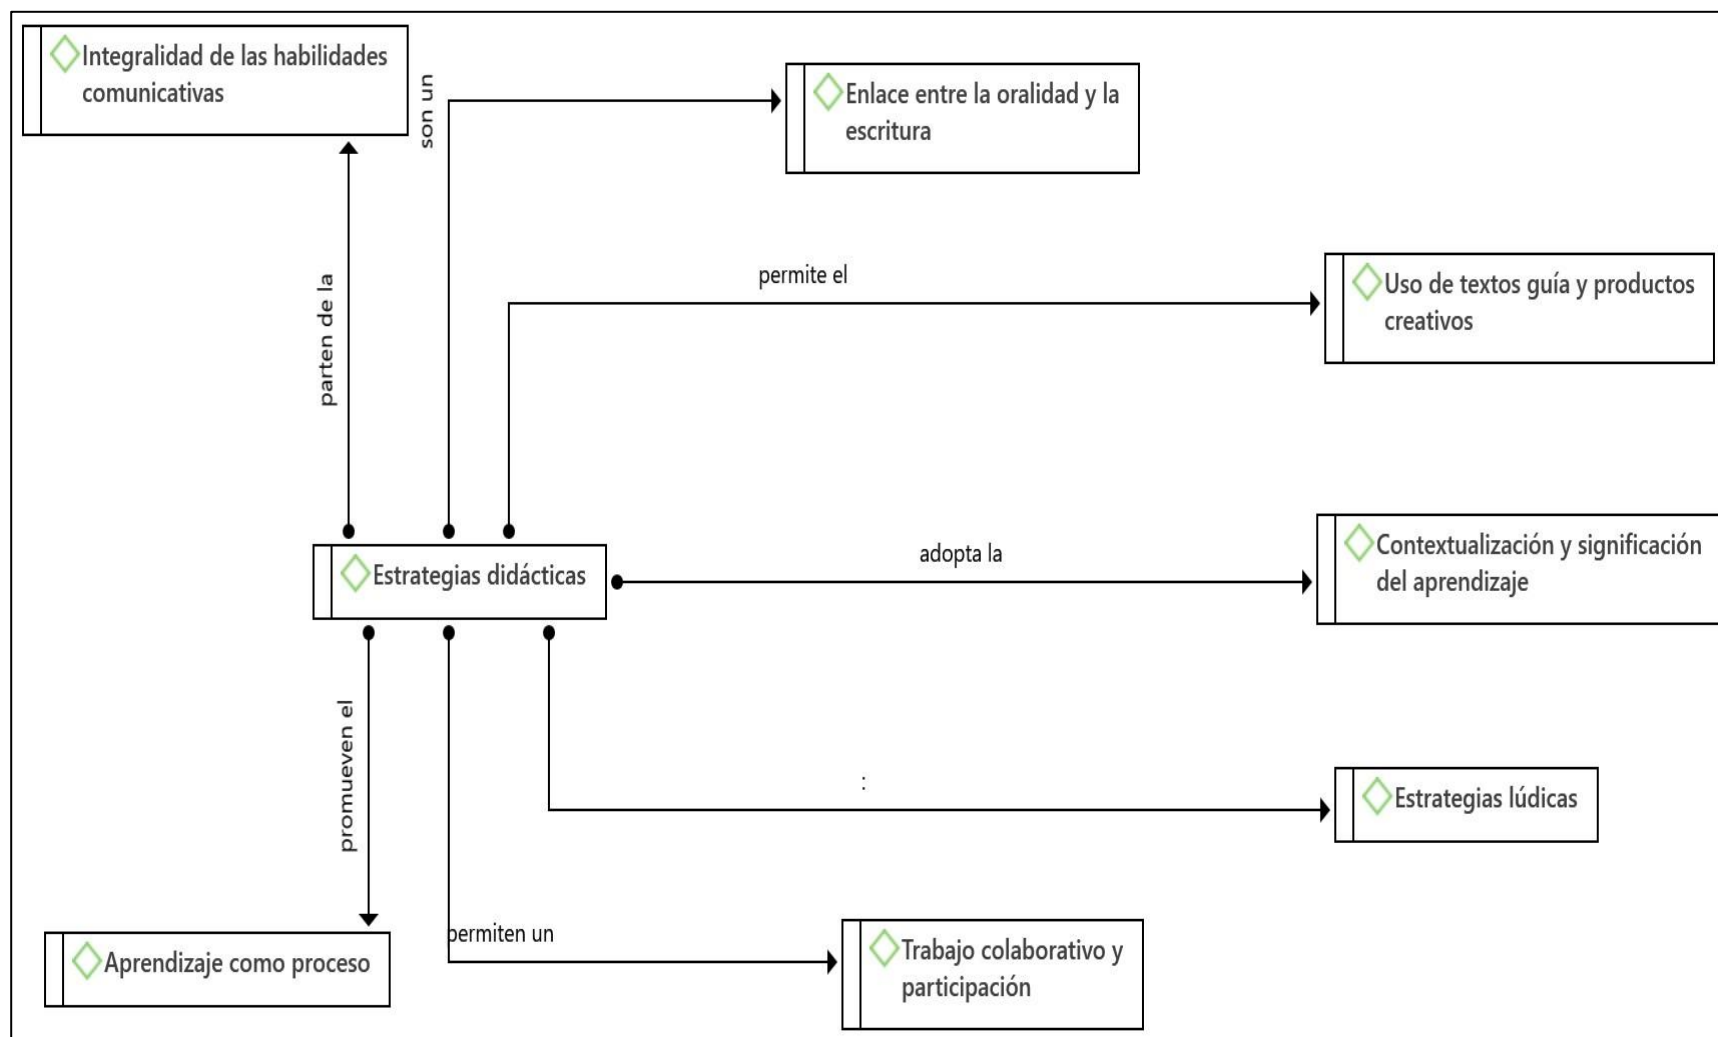 Integralidad de las habilidades
comunicativas
son un
Enlace entre la oralidad y la
escritura
parten de la
permite el
Uso de textos guía y productos
creativos
Estrategias didácticas
adopta la
Contextualización y significación
del aprendizaje
promueven el
:
Estrategias lúdicas
Aprendizaje como proceso
permiten un
Trabajo colaborativo y
participación